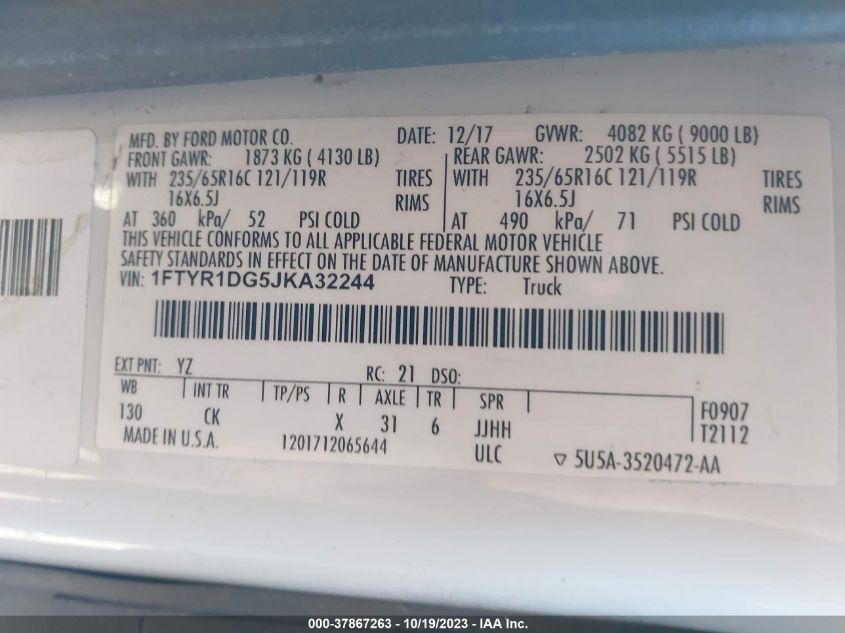 MFD. BY FORD MOTOR CO. DATE: 12/17 GVWR: 4082 KG ( 9000 LB)
FRONT GAWR: 1873 KG ( 4130 LB) REAR GAWR: 2502 KG ( 5515 LB)
WITH 235/65R16C 121/119R TIRES WITH 235/65R16C 121/119R TIRES
16X6.5J RIMS 16X6.5J RIMS
AT 360 kPa/ 52 PSI COLD AT 490 kPa/ 71 PSI COLD
THIS VEHICLE CONFORMS TO ALL APPLICABLE FEDERAL MOTOR VEHICLE
SAFETY STANDARDS IN EFFECT ON THE DATE OF MANUFACTURE SHOWN ABOVE.
VIN: 1FTYR1DG5JKA32244 TYPE: Truck
EXT PNT: YZ RC: 21 DSO:
WB INT TR TP/PS R AXLE TR SPR F0907
130 CK X 31 6 JJHH T2112
MADE IN U.S.A. 1201712065644 ULC ▽ 5U5A-3520472-AA
000-37867263 - 10/19/2023 - IAA Inc.